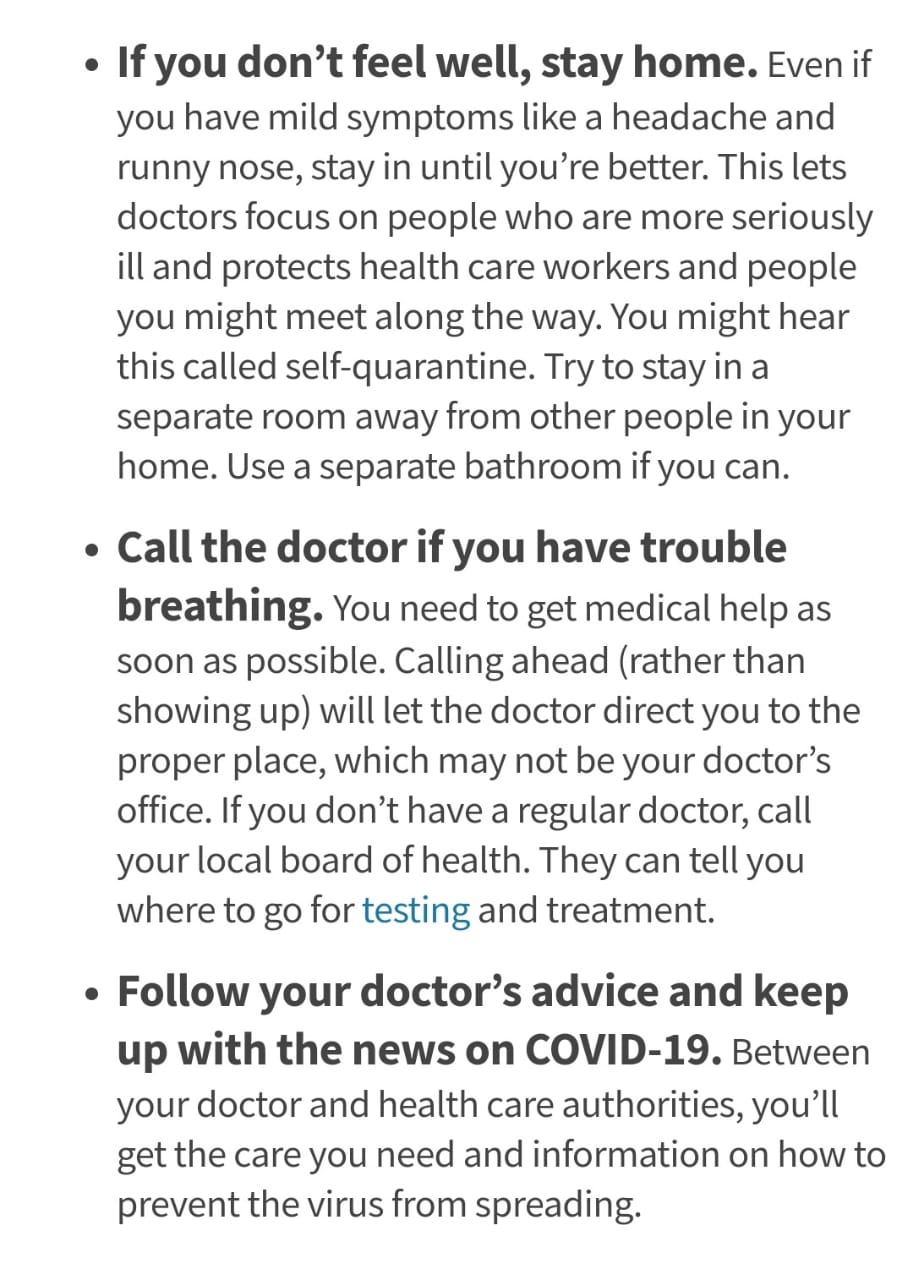 • If you don’t feel well, stay home. Even if
you have mild symptoms like a headache and
runny nose, stay in until you’re better. This lets
doctors focus on people who are more seriously
ill and protects health care workers and people
you might meet along the way. You might hear
this called self-quarantine. Try to stay in a
separate room away from other people in your
home. Use a separate bathroom if you can.
• Call the doctor if you have trouble
breathing. You need to get medical help as
soon as possible. Calling ahead (rather than
showing up) will let the doctor direct you to the
proper place, which may not be your doctor’s
office. If you don’t have a regular doctor, call
your local board of health. They can tell you
where to go for testing and treatment.
• Follow your doctor’s advice and keep
up with the news on COVID-19. Between
your doctor and health care authorities, you’ll
get the care you need and information on how to
prevent the virus from spreading.